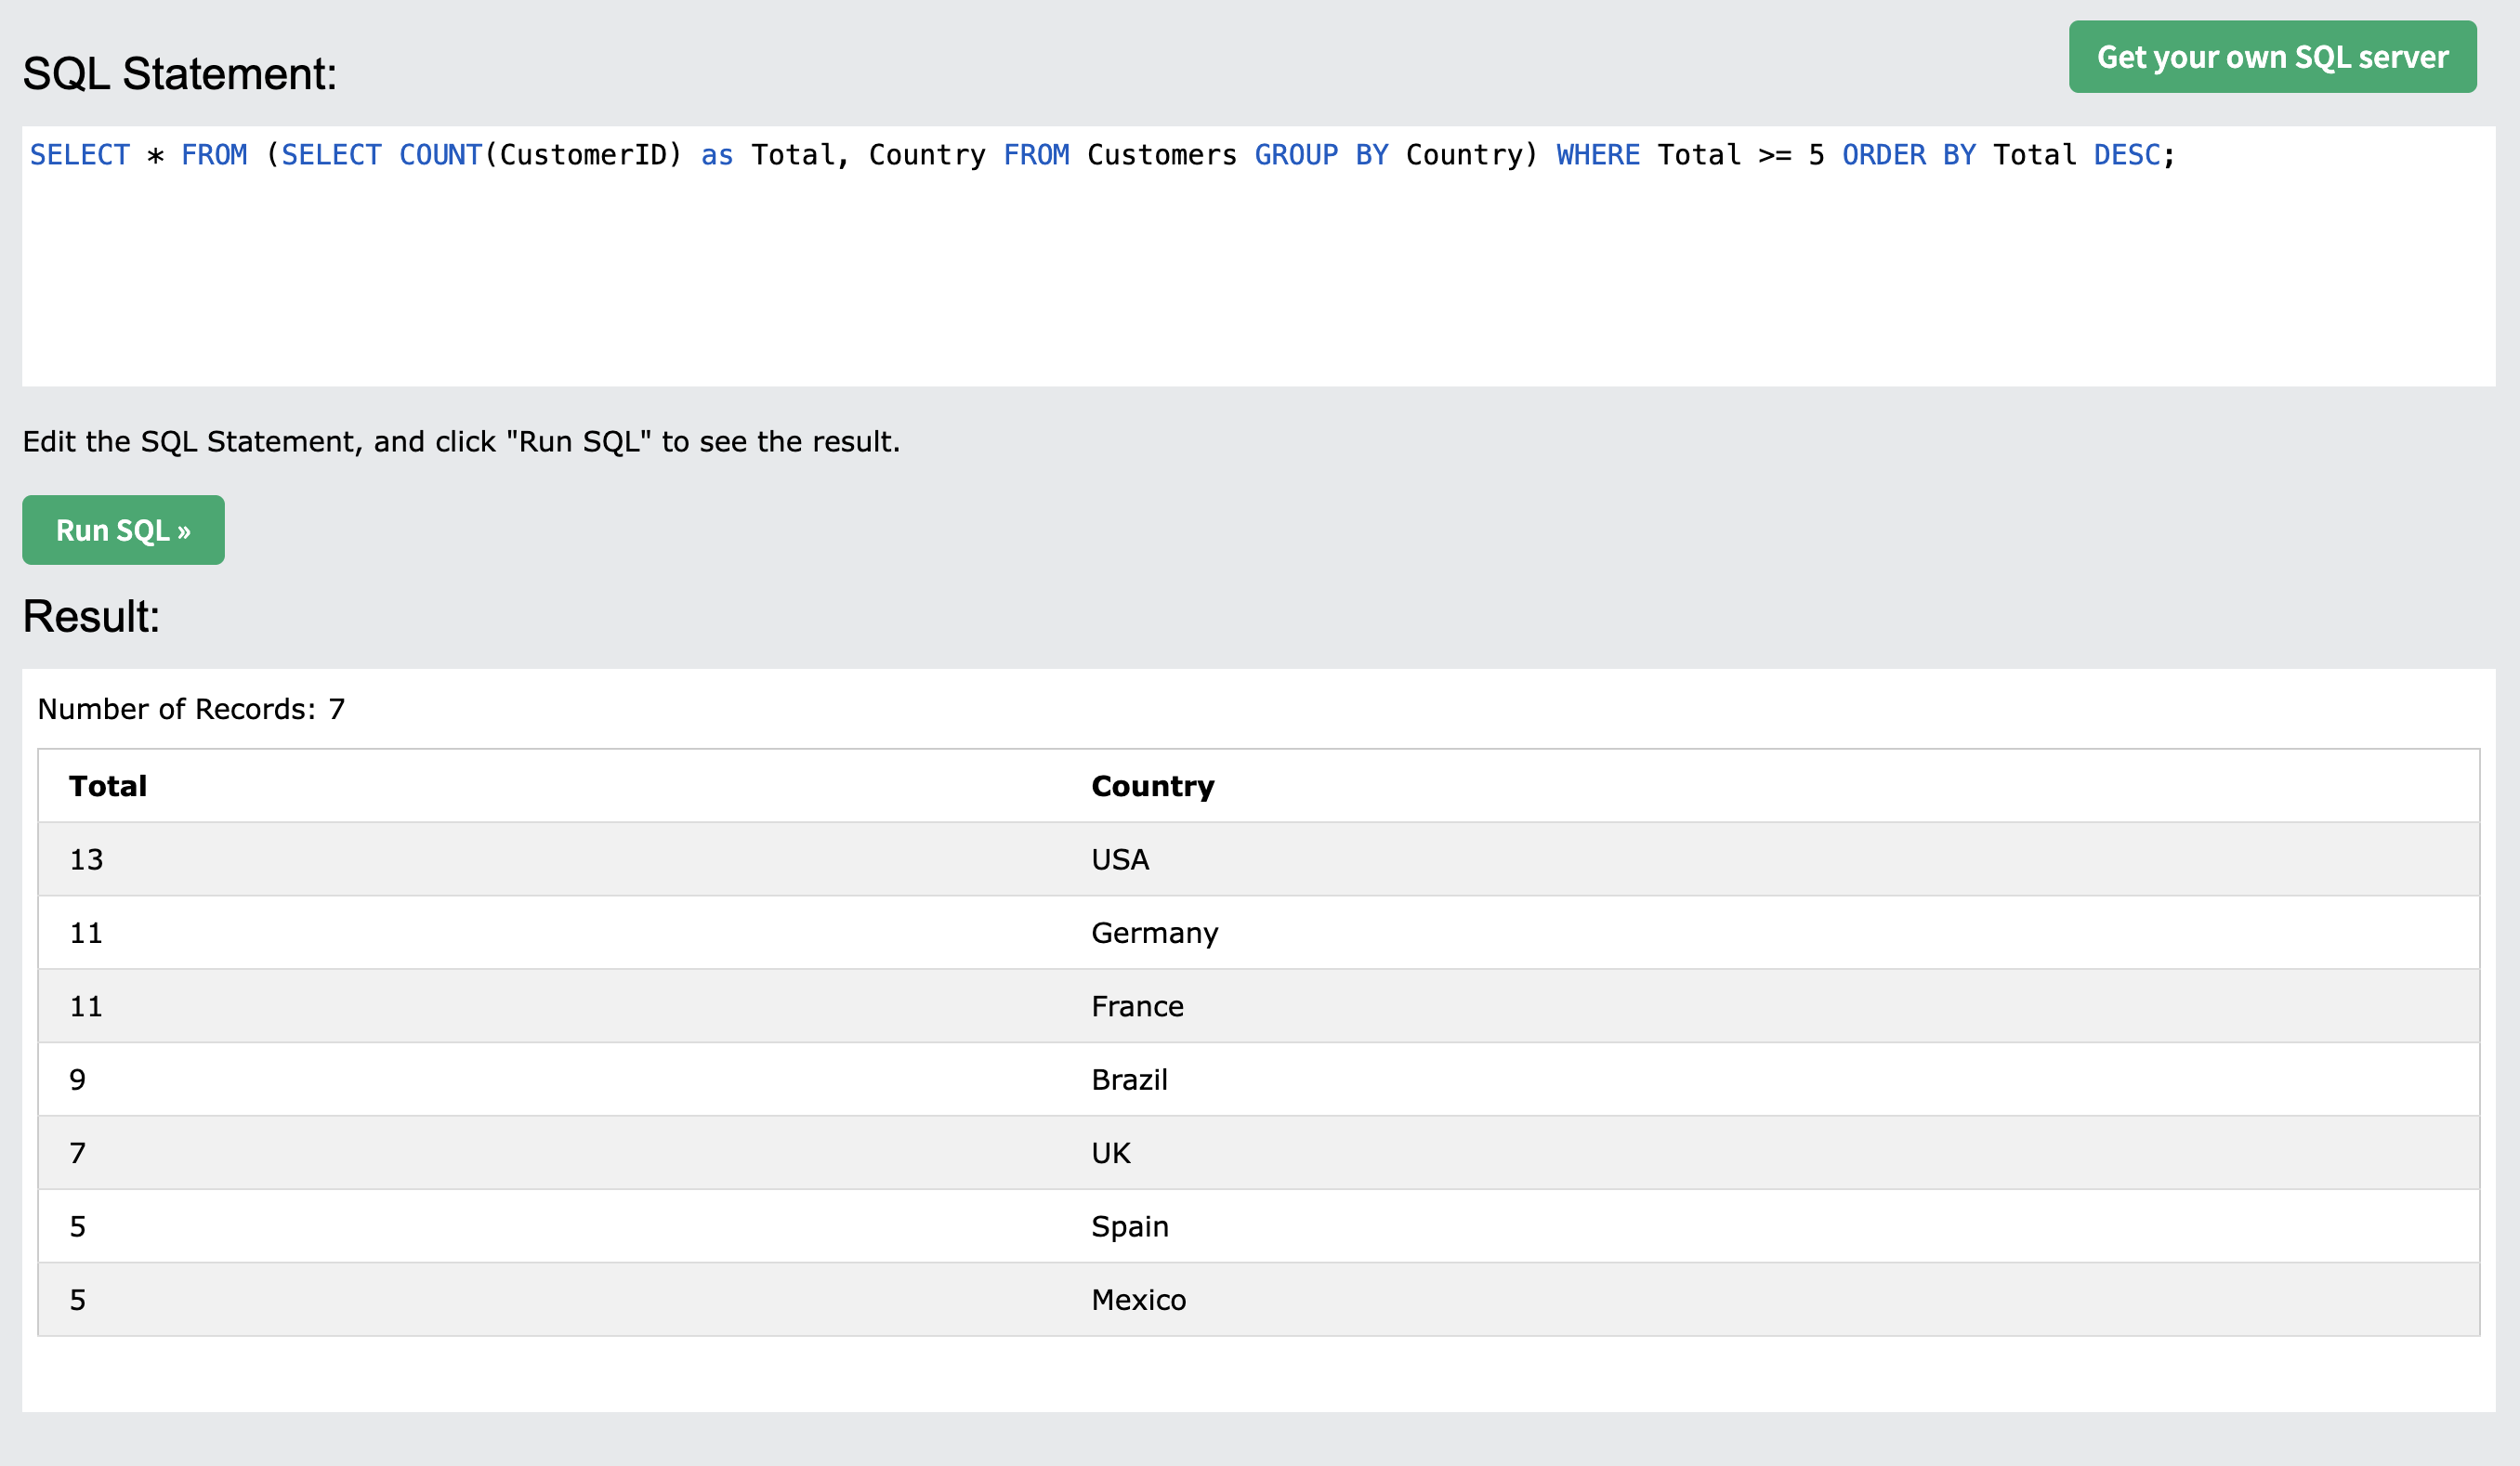 Get your own SQL server
SQL Statement:
SELECT * FROM (SELECT COUNT(CustomerID) as Total, Country FROM Customers GROUP BY Country) WHERE Total >= 5 ORDER BY Total DESC;
Edit the SQL Statement, and click "Run SQL" to see the result.
Run SQL »
Result:
Number of Records: 7
Total Country
13 USA
11 Germany
11 France
9 Brazil
7 UK
5 Spain
5 Mexico